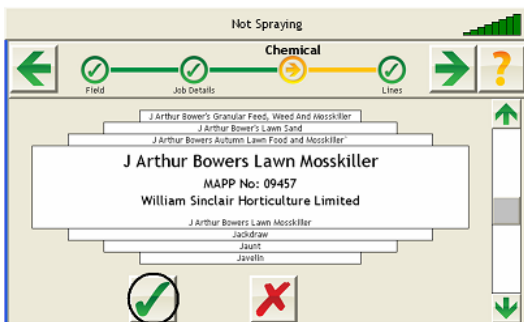 Not Spraying
Chemical
Field
Job Details
Lines
?
J Arthur Bower's Granular Feed, Weed And Mosskiller
J Arthur Bower's Lawn Sand
J Arthur Bowers Autumn Lawn Food and Mosskiller`
J Arthur Bowers Lawn Mosskiller
MAPP No: 09457
William Sinclair Horticulture Limited
J Arthur Bowers Lawn Mosskiller
Jackdraw
Jaunt
Javelin